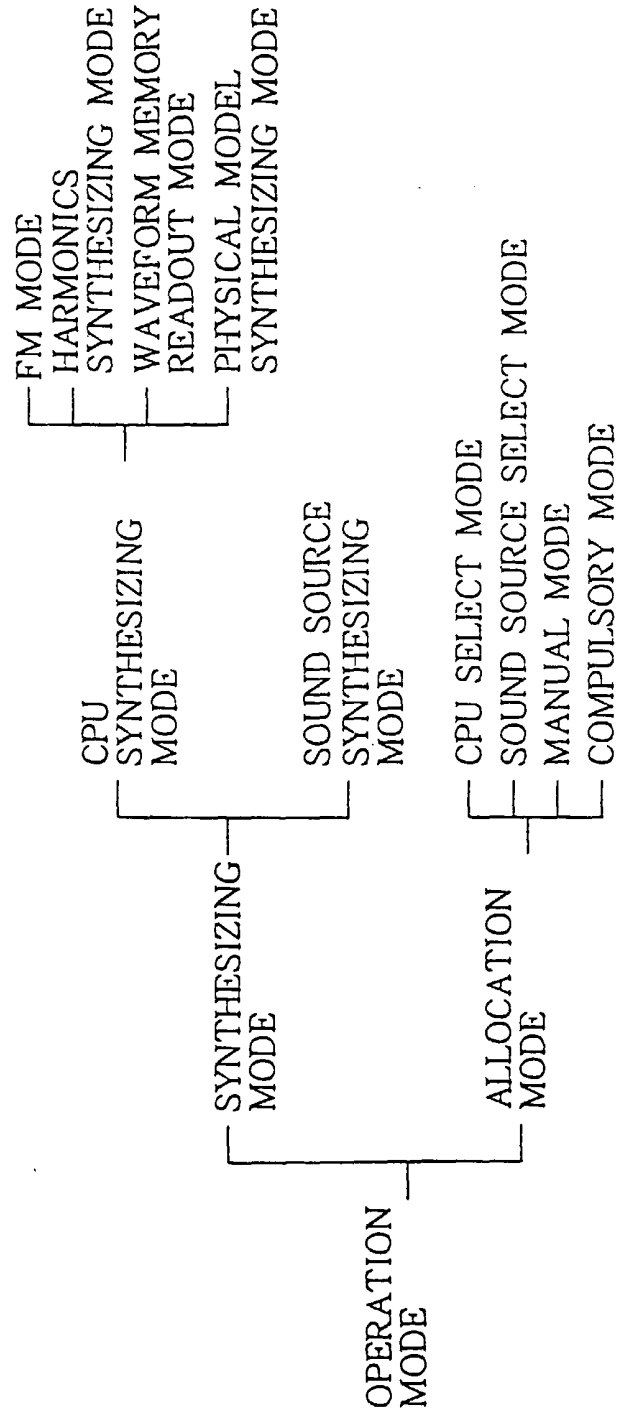 OPERATION
MODE
SYNTHESIZING
MODE
CPU
SYNTHESIZING
MODE
FM MODE
HARMONICS
SYNTHESIZING MODE
WAVEFORM MEMORY
READOUT MODE
PHYSICAL MODEL
SYNTHESIZING MODE
SOUND SOURCE
SYNTHESIZING
MODE
ALLOCATION
MODE
CPU SELECT MODE
SOUND SOURCE SELECT MODE
MANUAL MODE
COMPULSORY MODE